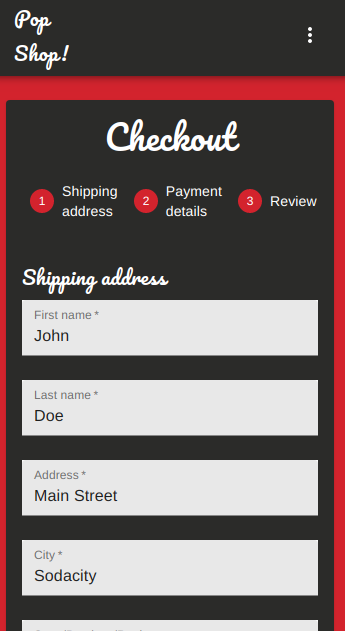 Pop
Shop!
Checkout
1 Shipping address
2 Payment details
3 Review
Shipping address
First name *
John
Last name *
Doe
Address *
Main Street
City *
Sodacity